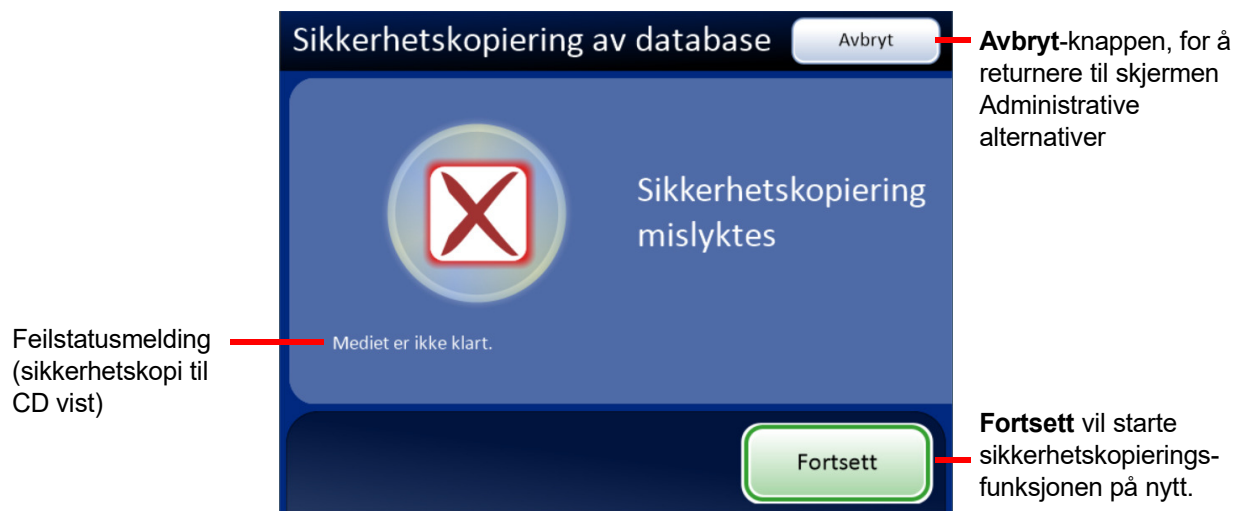 Sikkerhetskopiering av database
Avbryt
Avbryt-knappen, for å
returnere til skjermen
Administrative
alternativer
Sikkerhetskopiering
mislyktes
Feilstatusmelding
(sikkerhetskopi til
CD vist)
Mediet er ikke klart.
Fortsett
Fortsett vil starte
sikkerhetskopierings-
funksjonen på nytt.